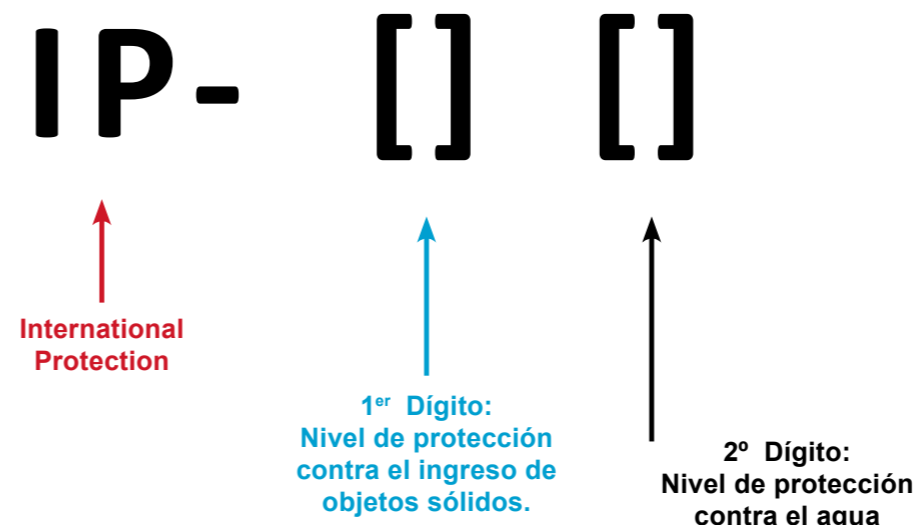 IP- [] []
International
Protection
1er Dígito:
Nivel de protección
contra el ingreso de
objetos sólidos.
2º Dígito:
Nivel de protección
contra el agua